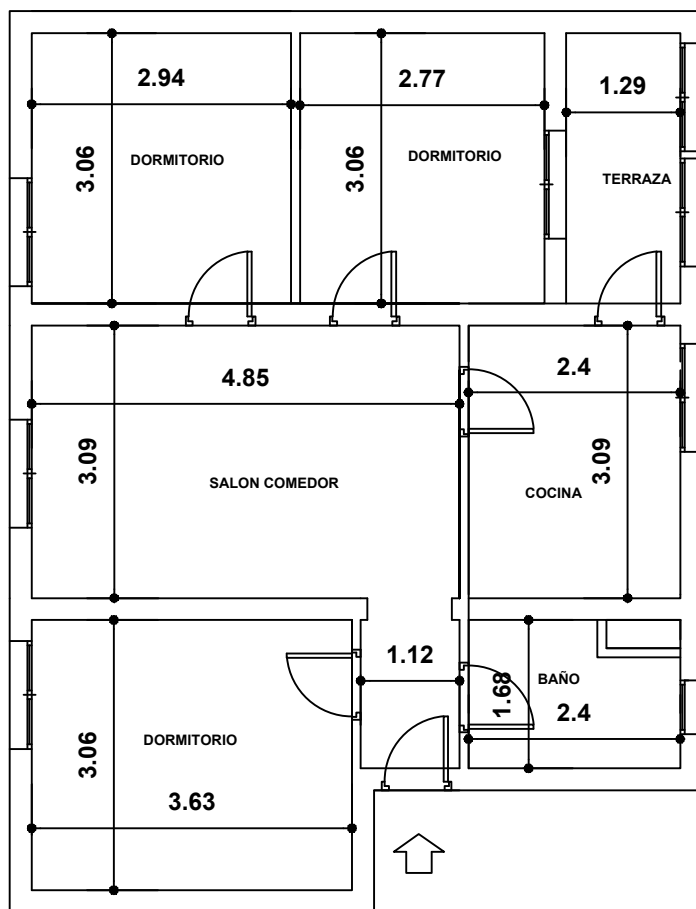 2.94
2.77
1.29
3.06
DORMITORIO
3.06
DORMITORIO
TERRAZA
4.85
2.4
3.09
SALON COMEDOR
3.09
COCINA
1.12
1.68
BAÑO
2.4
3.06
DORMITORIO
3.63